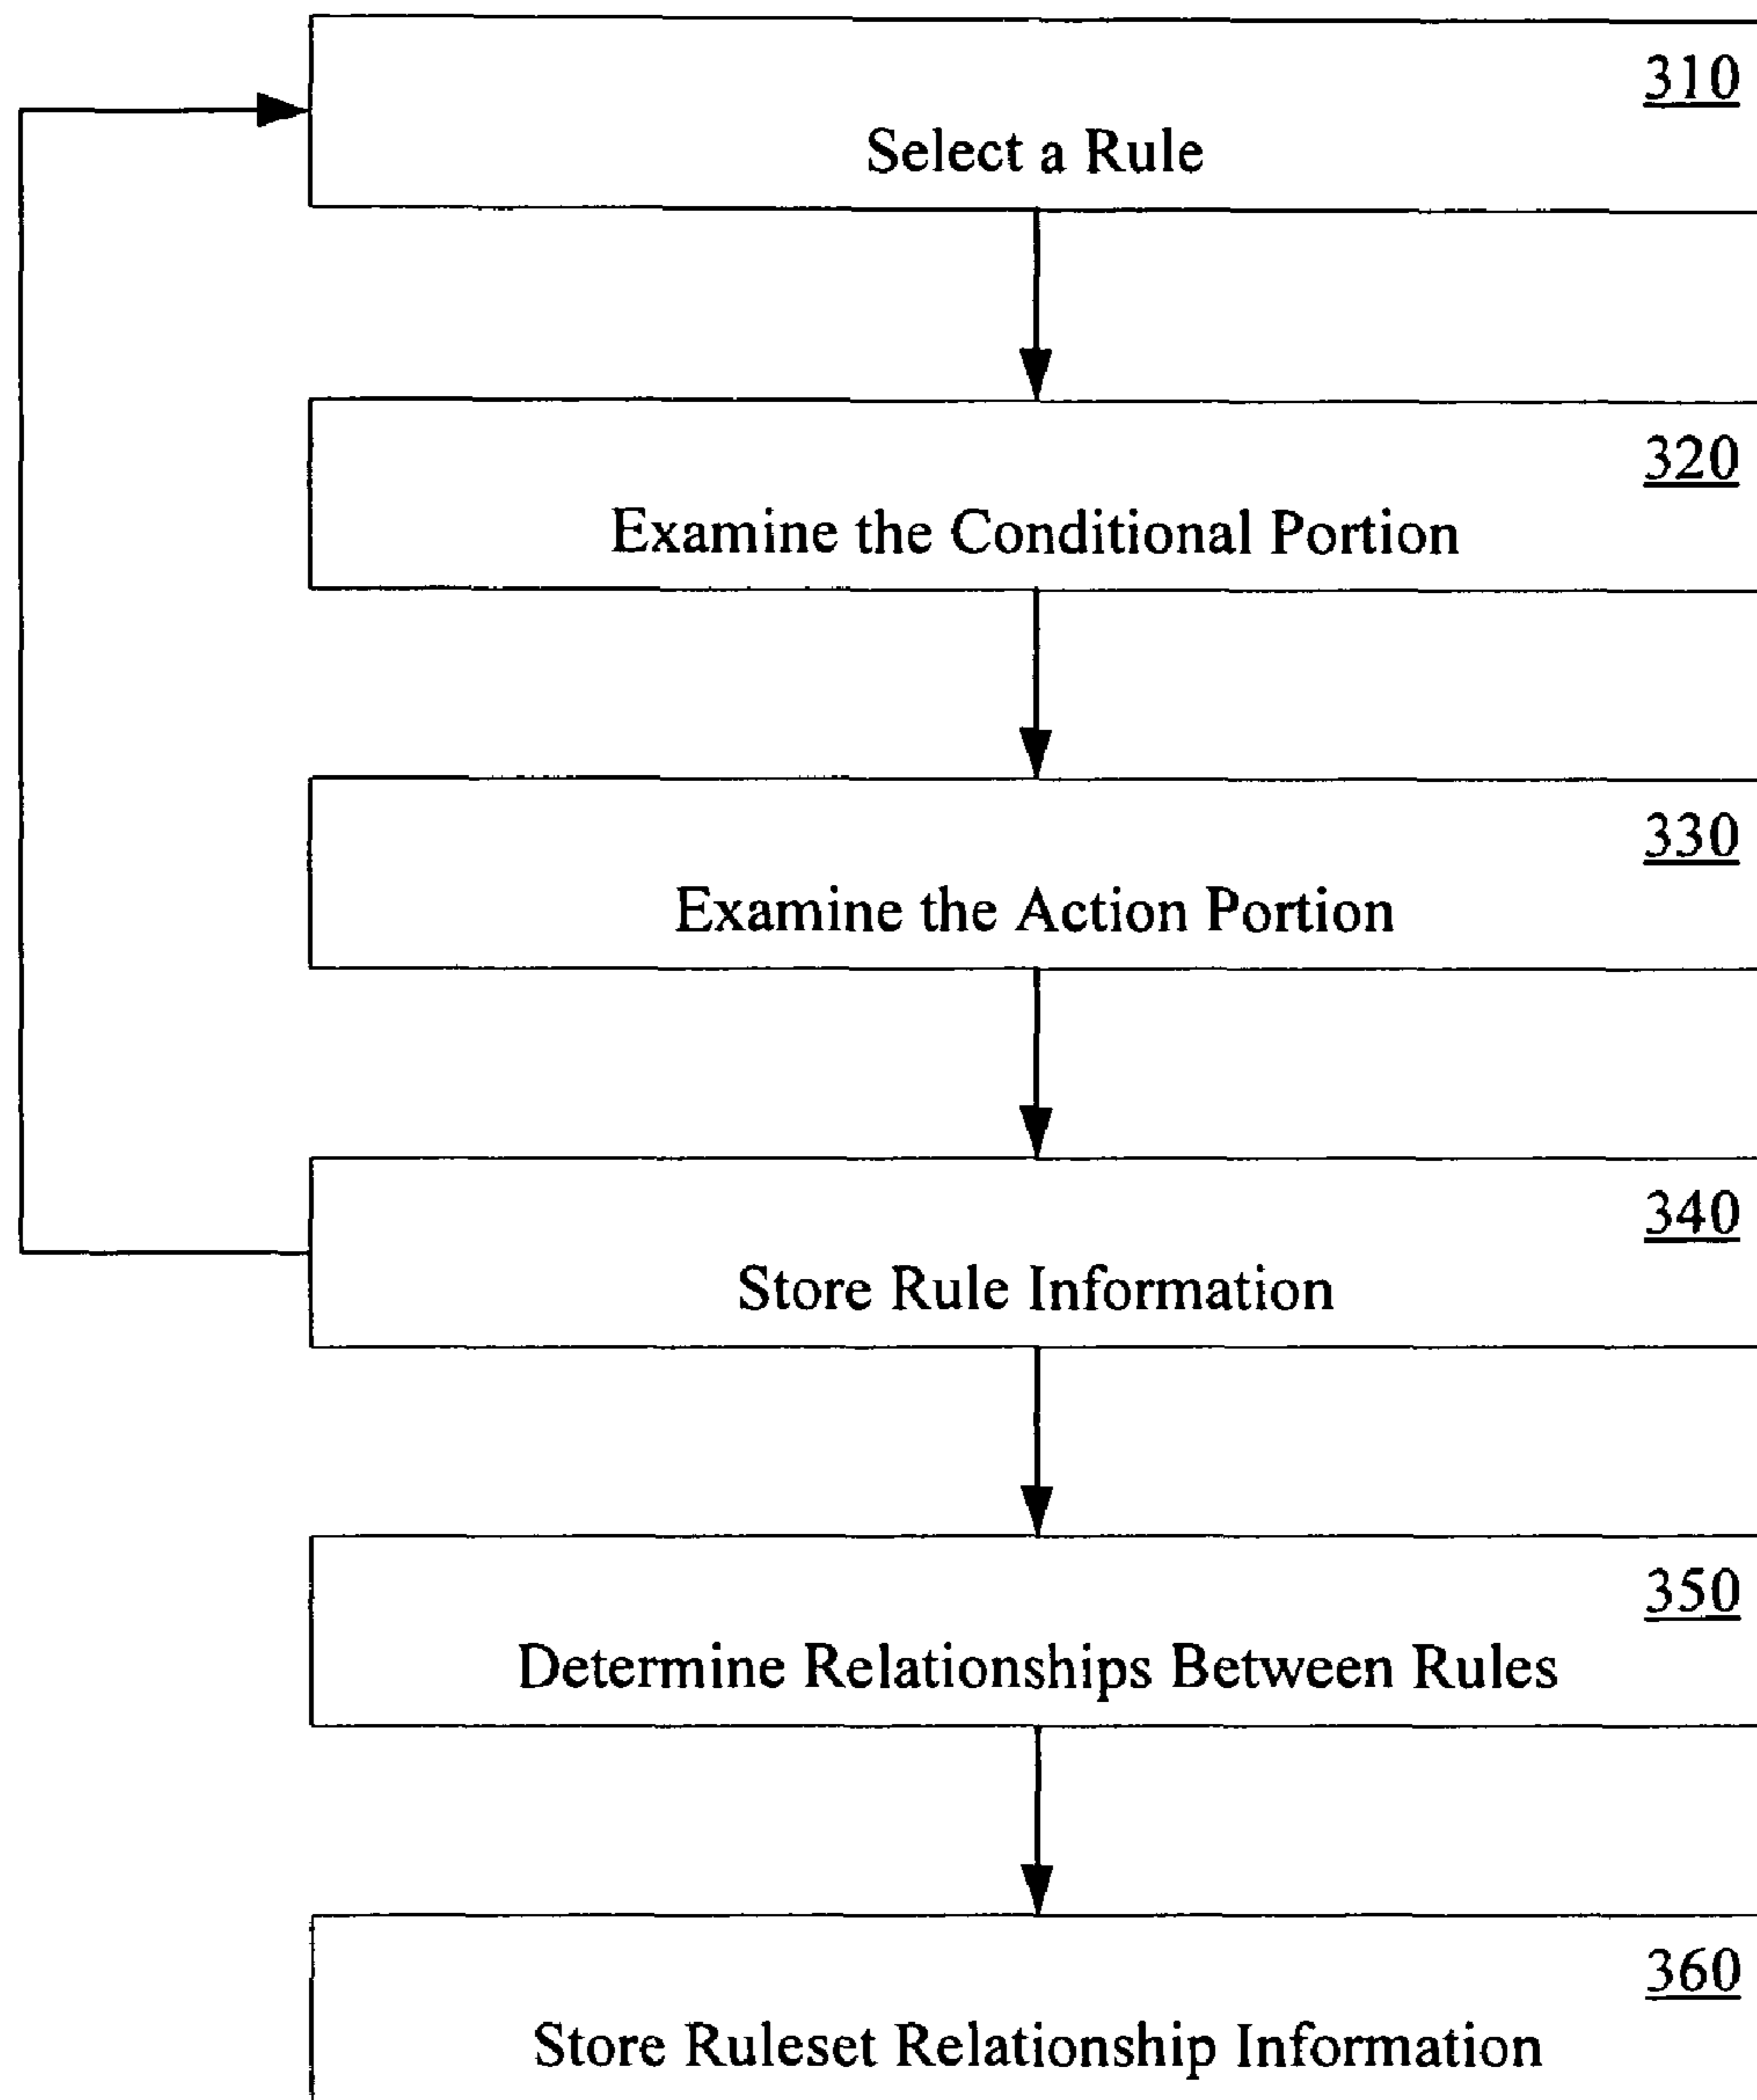 310
Select a Rule
320
Examine the Conditional Portion
330
Examine the Action Portion
340
Store Rule Information
350
Determine Relationships Between Rules
360
Store Ruleset Relationship Information